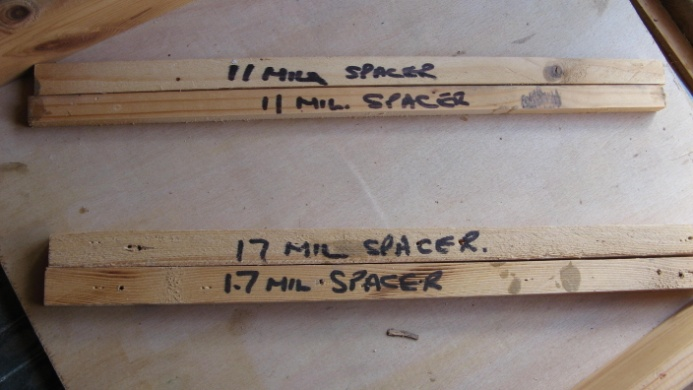 11 MIL SPACER
11 MIL. SPACER
17 MIL SPACER.
1.7 MIL. SPACER